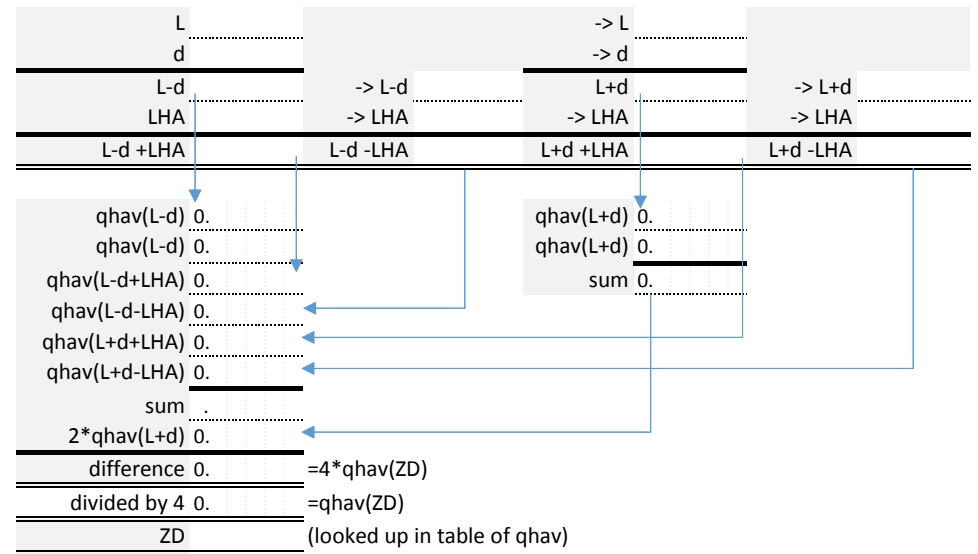 L -> L
d -> d
L-d -> L-d L+d -> L+d
LHA -> LHA -> LHA -> LHA
L-d +LHA L-d -LHA L+d +LHA L+d -LHA
qhav(L-d) 0. qhav(L+d) 0.
qhav(L-d) 0. qhav(L+d) 0.
qhav(L-d+LHA) 0. sum 0.
qhav(L-d-LHA) 0.
qhav(L+d+LHA) 0.
qhav(L+d-LHA) 0.
sum .
2*qhav(L+d) 0.
difference 0. =4*qhav(ZD)
divided by 4 0. =qhav(ZD)
ZD (looked up in table of qhav)